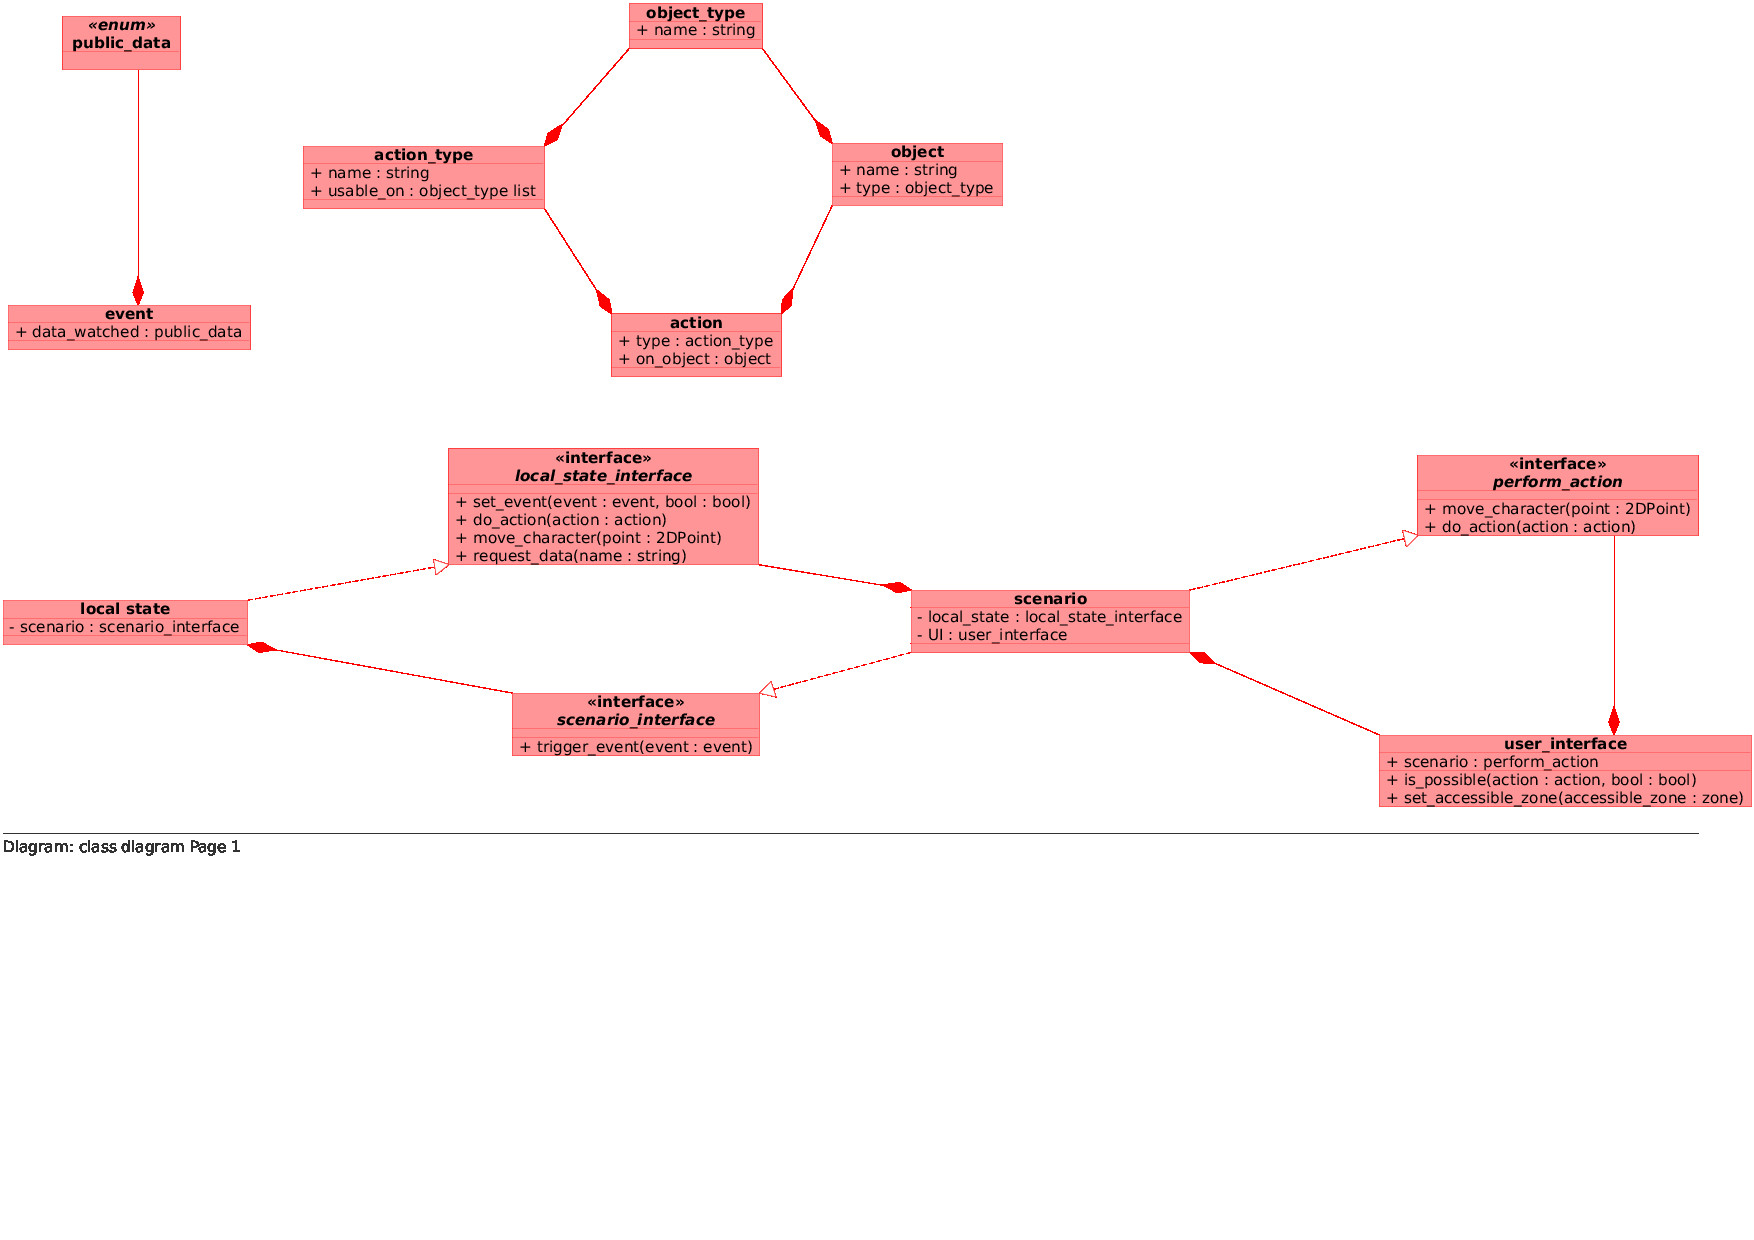 «enum»
public_data
object_type
+ name : string
action_type
+ name : string
+ usable_on : object_type list
object
+ name : string
+ type : object_type
event
+ data_watched : public_data
action
+ type : action_type
+ on_object : object
«interface»
local_state_interface
+ set_event(event : event, bool : bool)
+ do_action(action : action)
+ move_character(point : 2DPoint)
+ request_data(name : string)
«interface»
perform_action
+ move_character(point : 2DPoint)
+ do_action(action : action)
local state
- scenario : scenario_interface
scenario
- local_state : local_state_interface
- UI : user_interface
«interface»
scenario_interface
+ trigger_event(event : event)
user_interface
+ scenario : perform_action
+ is_possible(action : action, bool : bool)
+ set_accessible_zone(accessible_zone : zone)
Diagram: class diagram Page 1